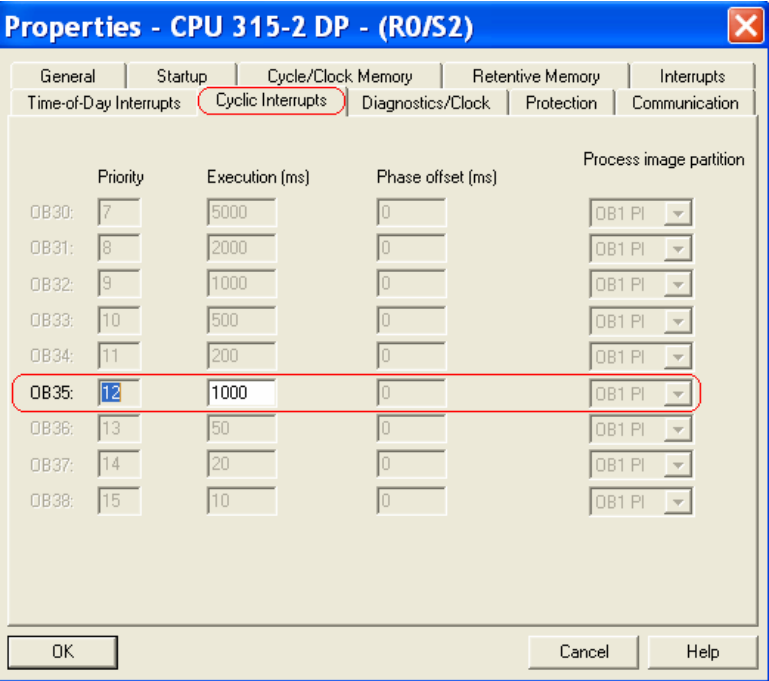 Properties - CPU 315-2 DP - (R0/S2)
General Startup Cycle/Clock Memory Retentive Memory Interrupts
Time-of-Day Interrupts Cyclic Interrupts Diagnostics/Clock Protection Communication
Process image partition
Priority Execution (ms) Phase offset (ms)
OB30: 7 5000 0 OB1 PI
OB31: 8 2000 0 OB1 PI
OB32: 9 1000 0 OB1 PI
OB33: 10 500 0 OB1 PI
OB34: 11 200 0 OB1 PI
OB35: 12 1000 0 OB1 PI
OB36: 13 50 0 OB1 PI
OB37: 14 20 0 OB1 PI
OB38: 15 10 0 OB1 PI
OK Cancel Help